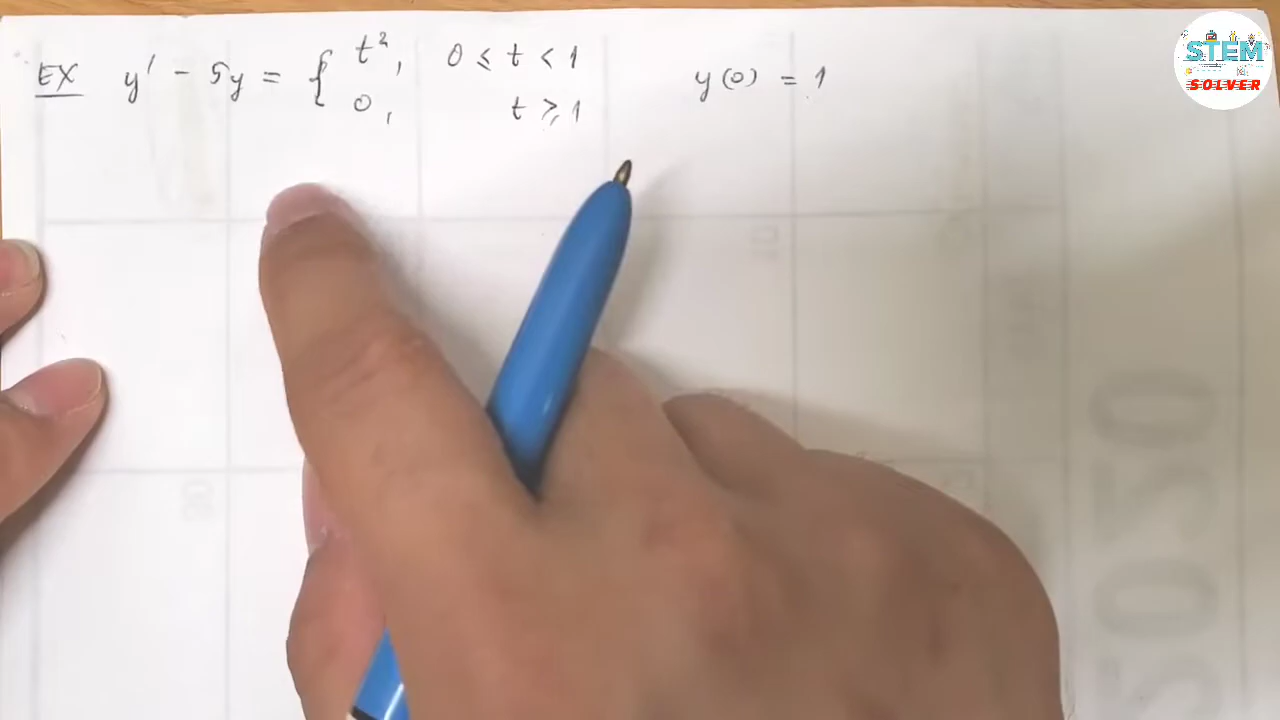 EX y' - 5y = { t², 0 ≤ t < 1 y(0) = 1
0, t ≥ 1
STEM
SOLVER